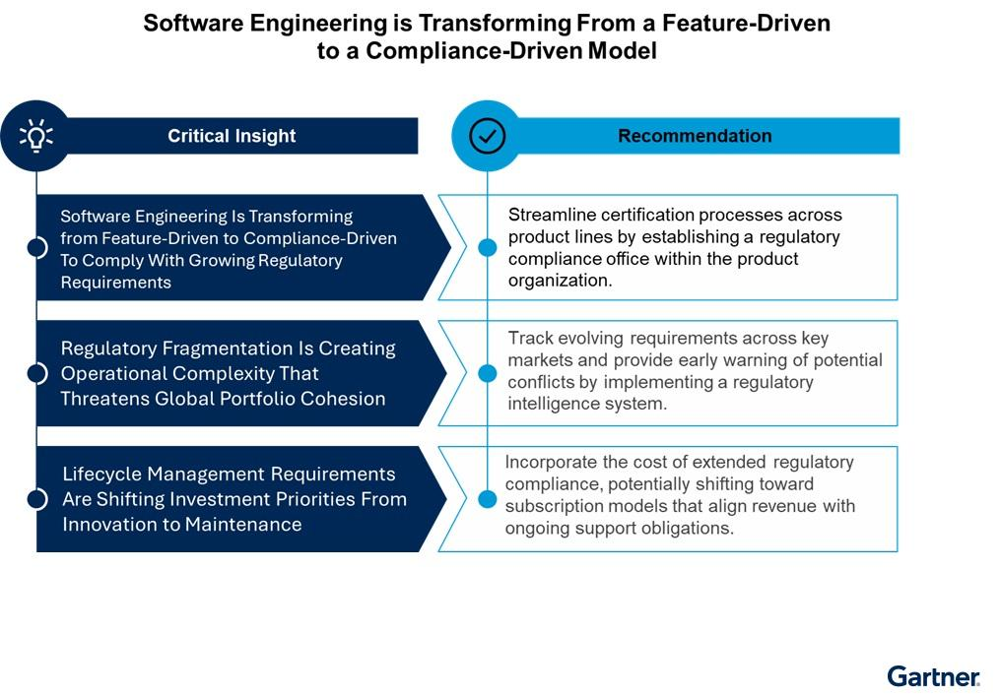 Software Engineering is Transforming From a Feature-Driven
to a Compliance-Driven Model
Critical Insight
Recommendation
Software Engineering Is Transforming
from Feature-Driven to Compliance-Driven
To Comply With Growing Regulatory
Requirements
Streamline certification processes across
product lines by establishing a regulatory
compliance office within the product
organization.
Regulatory Fragmentation Is Creating
Operational Complexity That
Threatens Global Portfolio Cohesion
Track evolving requirements across key
markets and provide early warning of potential
conflicts by implementing a regulatory
intelligence system.
Lifecycle Management Requirements
Are Shifting Investment Priorities From
Innovation to Maintenance
Incorporate the cost of extended regulatory
compliance, potentially shifting toward
subscription models that align revenue with
ongoing support obligations.
Gartner